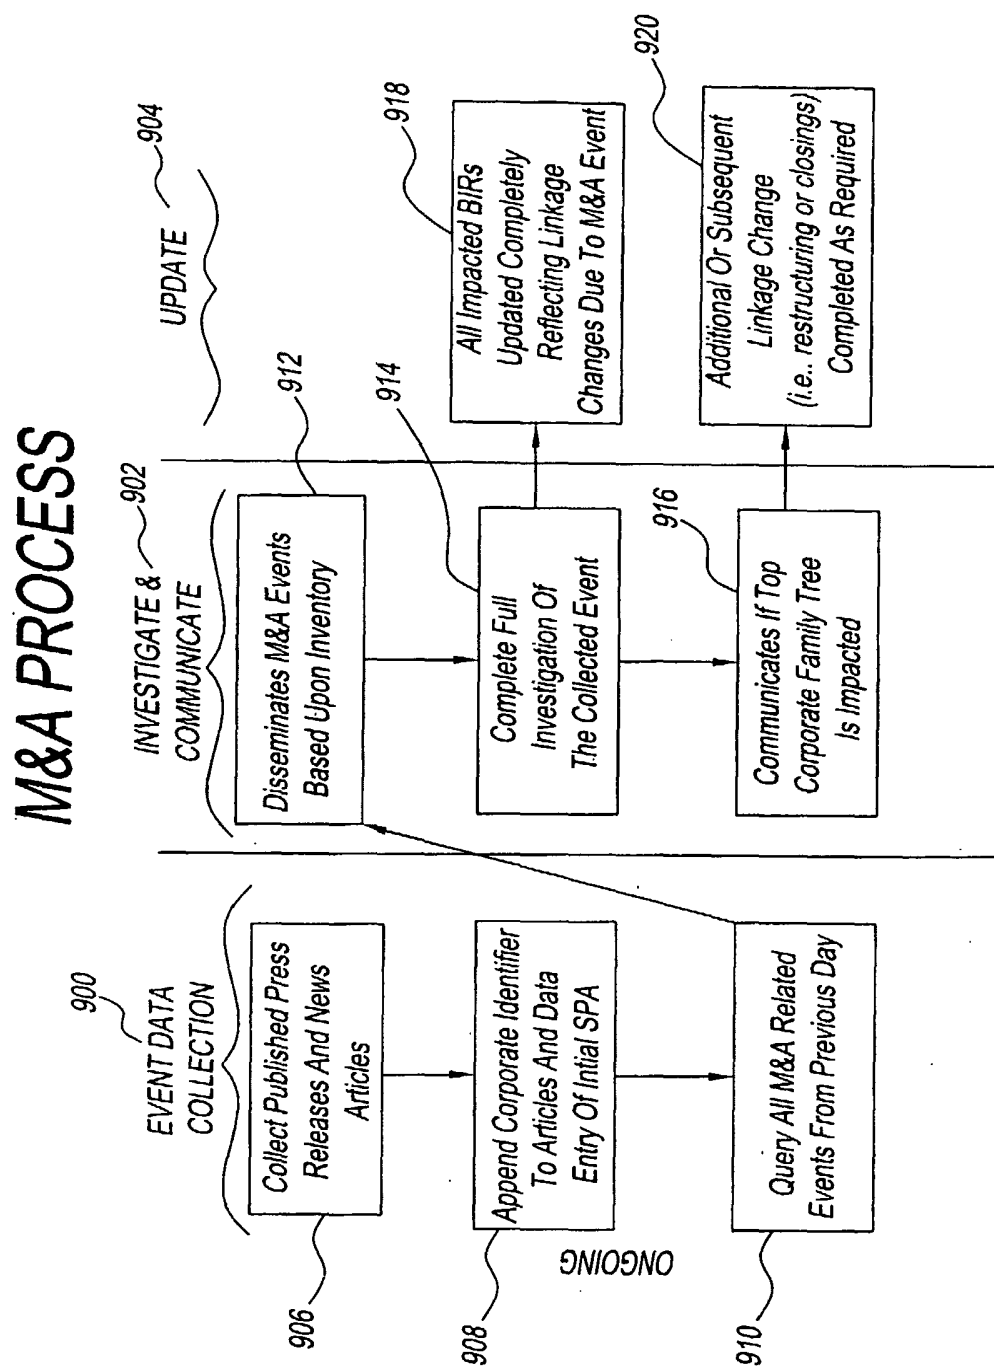 M&A PROCESS
900
EVENT DATA
COLLECTION
Collect Published Press
Releases And News
Articles
906
Append Corporate Identifier
To Articles And Data
Entry Of Intial SPA
908
ONGOING
Query All M&A Related
Events From Previous Day
910
INVESTIGATE &
COMMUNICATE
902
Disseminates M&A Events
Based Upon Inventory
912
Complete Full
Investigation Of
The Collected Event
914
Communicates If Top
Corporate Family Tree
Is Impacted
916
UPDATE
904
All Impacted BIRs
Updated Completely
Reflecting Linkage
Changes Due To M&A Event
918
Additional Or Subsequent
Linkage Change
(i.e.. restructuring or closings)
Completed As Required
920